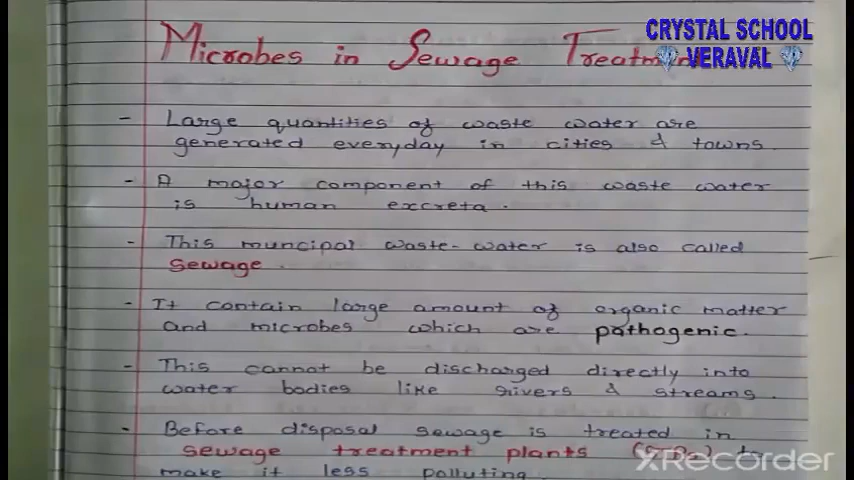 CRYSTAL SCHOOL
VERAVAL
Microbes in Sewage Treatmen
- Large quantities of waste water are
generated everyday in cities & towns.
- A major component of this waste water
is human excreta.
- This muncipal waste-water is also called
sewage.
- It contain large amount of organic matter
and microbes which are pathogenic.
- This cannot be discharged directly into
water bodies like rivers & streams.
- Before disposal sewage is treated in
sewage treatment plants (STPs) to
make it less polluting
XRecorder